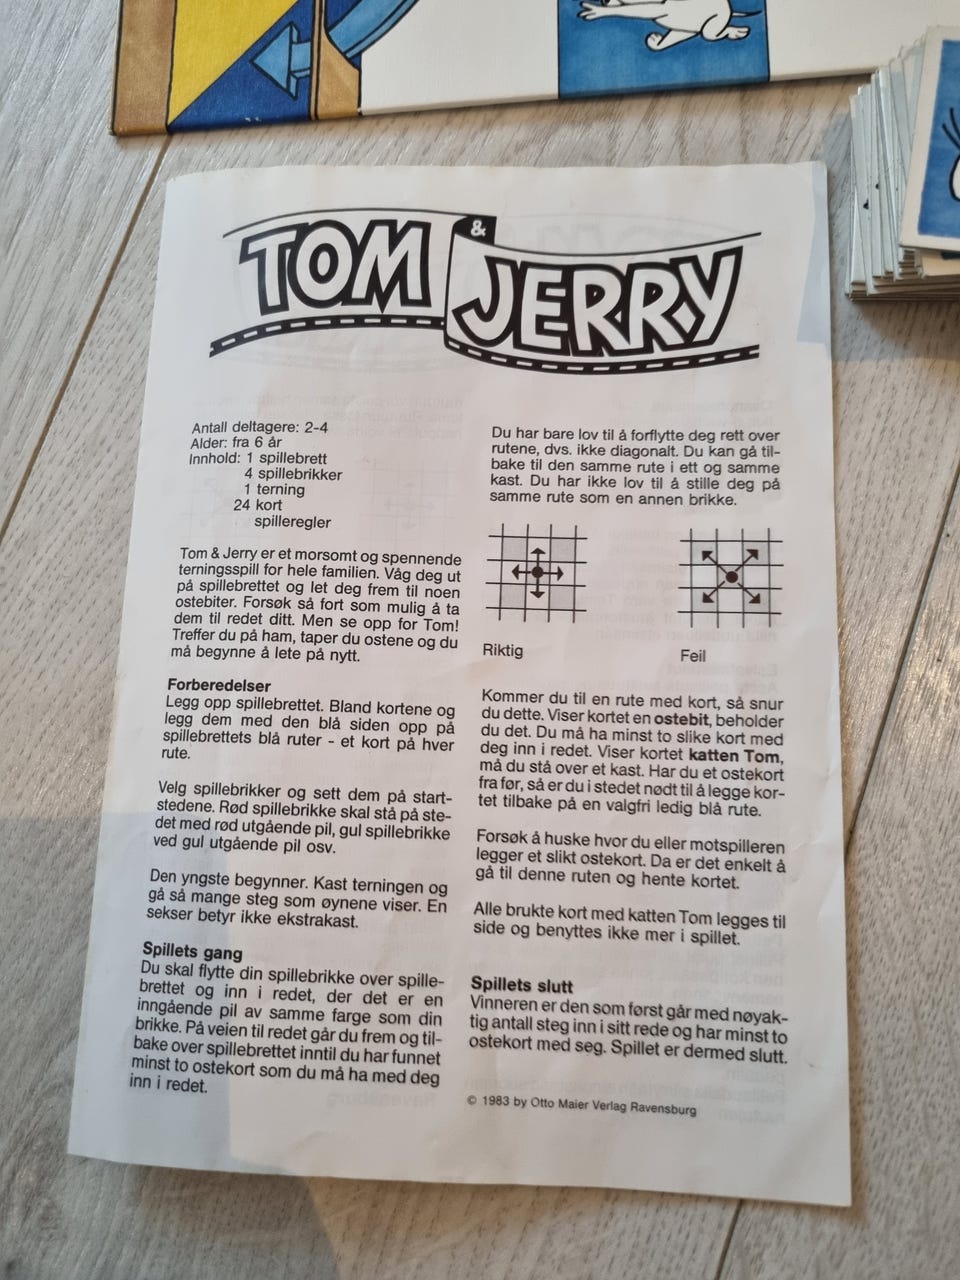 TOM & JERRY
Antall deltagere: 2-4
Alder: fra 6 år
Innhold: 1 spillebrett
4 spillebrikker
1 terning
24 kort
spilleregler
Tom & Jerry er et morsomt og spennende
terningsspill for hele familien. Våg deg ut
på spillebrettet og let deg frem til noen
ostebiter. Forsøk så fort som mulig å ta
dem til redet ditt. Men se opp for Tom!
Treffer du på ham, taper du ostene og du
må begynne å lete på nytt.
Forberedelser
Legg opp spillebrettet. Bland kortene og
legg dem med den blå siden opp på
spillebrettets blå ruter - et kort på hver
rute.
Velg spillebrikker og sett dem på start-
stedene. Rød spillebrikke skal stå på ste-
det med rød utgående pil, gul spillebrikke
ved gul utgående pil osv.
Den yngste begynner. Kast terningen og
gå så mange steg som øynene viser. En
sekser betyr ikke ekstrakast.
Spillets gang
Du skal flytte din spillebrikke over spille-
brettet og inn i redet, der det er en
inngående pil av samme farge som din
brikke. På veien til redet går du frem og til-
bake over spillebrettet inntil du har funnet
minst to ostekort som du må ha med deg
inn i redet.
Du har bare lov til å forflytte deg rett over
rutene, dvs. ikke diagonalt. Du kan gå til-
bake til den samme rute i ett og samme
kast. Du har ikke lov til å stille deg på
samme rute som en annen brikke.
Riktig
Feil
Kommer du til en rute med kort, så snur
du dette. Viser kortet en ostebit, beholder
du det. Du må ha minst to slike kort med
deg inn i redet. Viser kortet katten Tom,
må du stå over et kast. Har du et ostekort
fra før, så er du i stedet nødt til å legge kor-
tet tilbake på en valgfri ledig blå rute.
Forsøk å huske hvor du eller motspilleren
legger et slikt ostekort. Da er det enkelt å
gå til denne ruten og hente kortet.
Alle brukte kort med katten Tom legges til
side og benyttes ikke mer i spillet.
Spillets slutt
Vinneren er den som først går med nøyak-
tig antall steg inn i sitt rede og har minst to
ostekort med seg. Spillet er dermed slutt.
© 1983 by Otto Maier Verlag Ravensburg